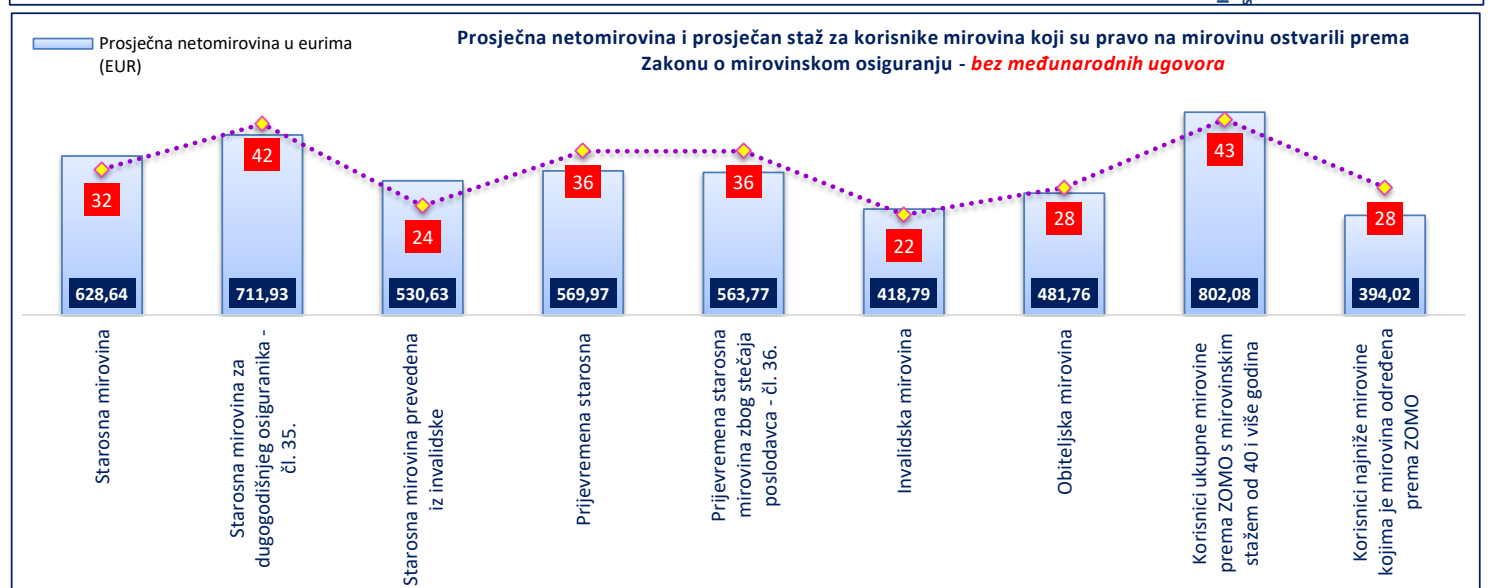 Prosječna netomirovina u eurima
(EUR)
Prosječna netomirovina i prosječan staž za korisnike mirovina koji su pravo na mirovinu ostvarili prema
Zakonu o mirovinskom osiguranju - bez međunarodnih ugovora
32
42
24
36
36
22
28
43
28
628,64
711,93
530,63
569,97
563,77
418,79
481,76
802,08
394,02
Starosna mirovina
Starosna mirovina za
dugogodišnjeg osiguranika -
čl. 35.
Starosna mirovina prevedena
iz invalidske
Prijevremena starosna
Prijevremena starosna
mirovina zbog stečaja
poslodavca - čl. 36.
Invalidska mirovina
Obiteljska mirovina
Korisnici ukupne mirovine
prema ZOMO s mirovinskim
stažem od 40 i više godina
Korisnici najniže mirovine
kojima je mirovina određena
prema ZOMO